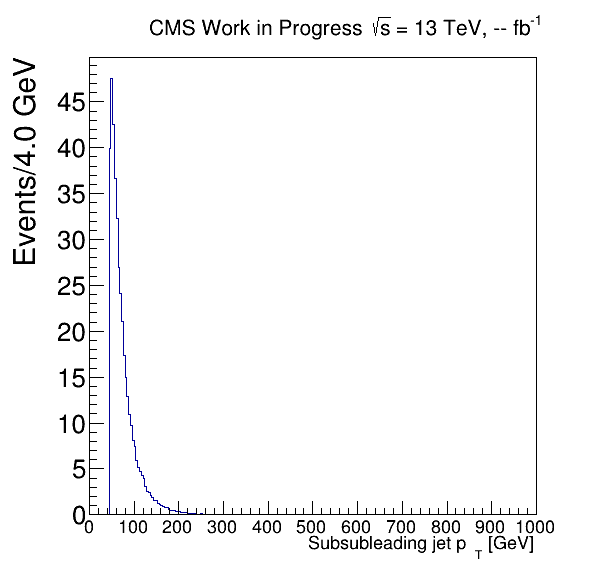 CMS Work in Progress √s = 13 TeV, -- fb⁻¹
Events/4.0 GeV
45
40
35
30
25
20
15
10
5
0
0 100 200 300 400 500 600 700 800 900 1000
Subsubleading jet p T [GeV]